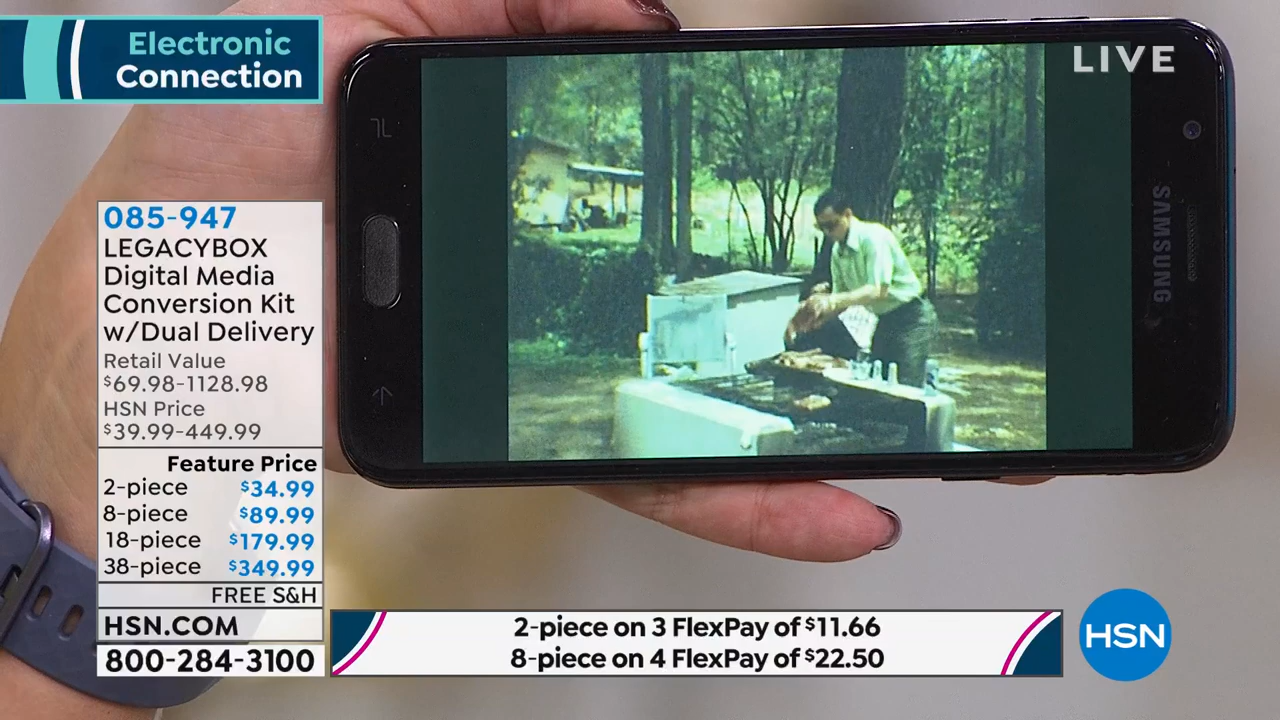 Electronic
Connection
LIVE
SAMSUNG
085-947
LEGACYBOX
Digital Media
Conversion Kit
w/Dual Delivery
Retail Value
$69.98-1128.98
HSN Price
$39.99-449.99
Feature Price
2-piece $34.99
8-piece $89.99
18-piece $179.99
38-piece $349.99
FREE S&H
HSN.COM
800-284-3100
2-piece on 3 FlexPay of $11.66
8-piece on 4 FlexPay of $22.50
HSN